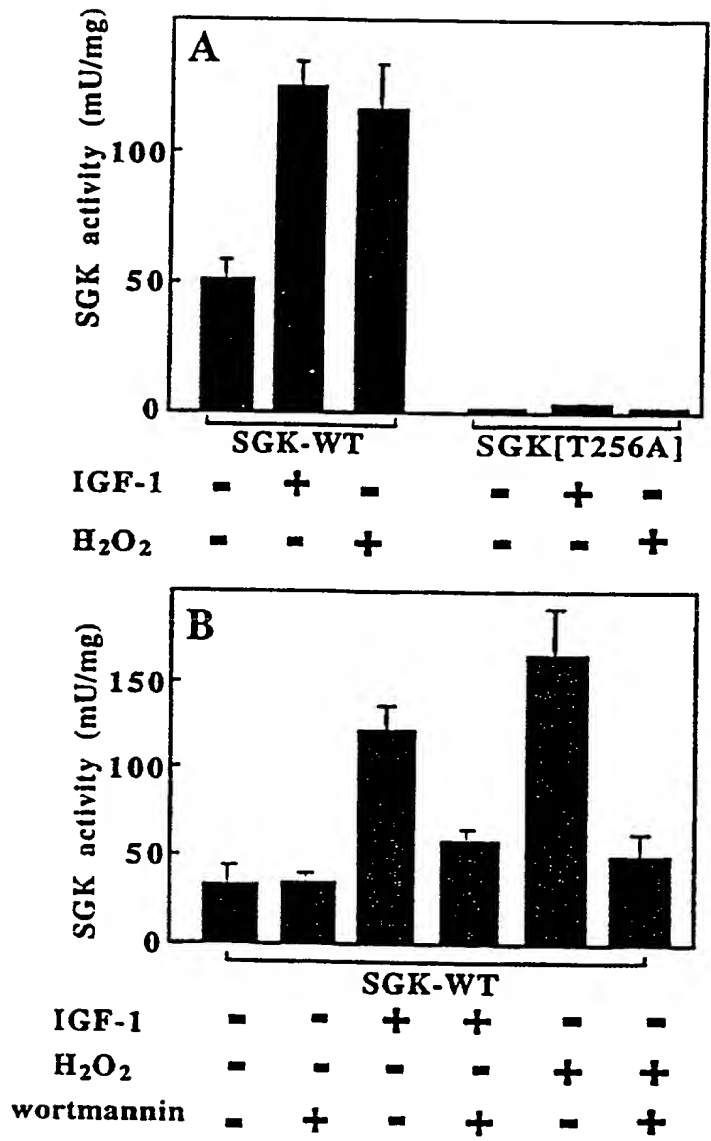 A
SGK activity (mU/mg)
100
50
0
SGK-WT SGK[T256A]
IGF-1 - + - - + -
H₂O₂ - - + - - +
B
SGK activity (mU/mg)
150
100
50
0
SGK-WT
IGF-1 - - + + - -
H₂O₂ - - - - + +
wortmannin - + - + - +